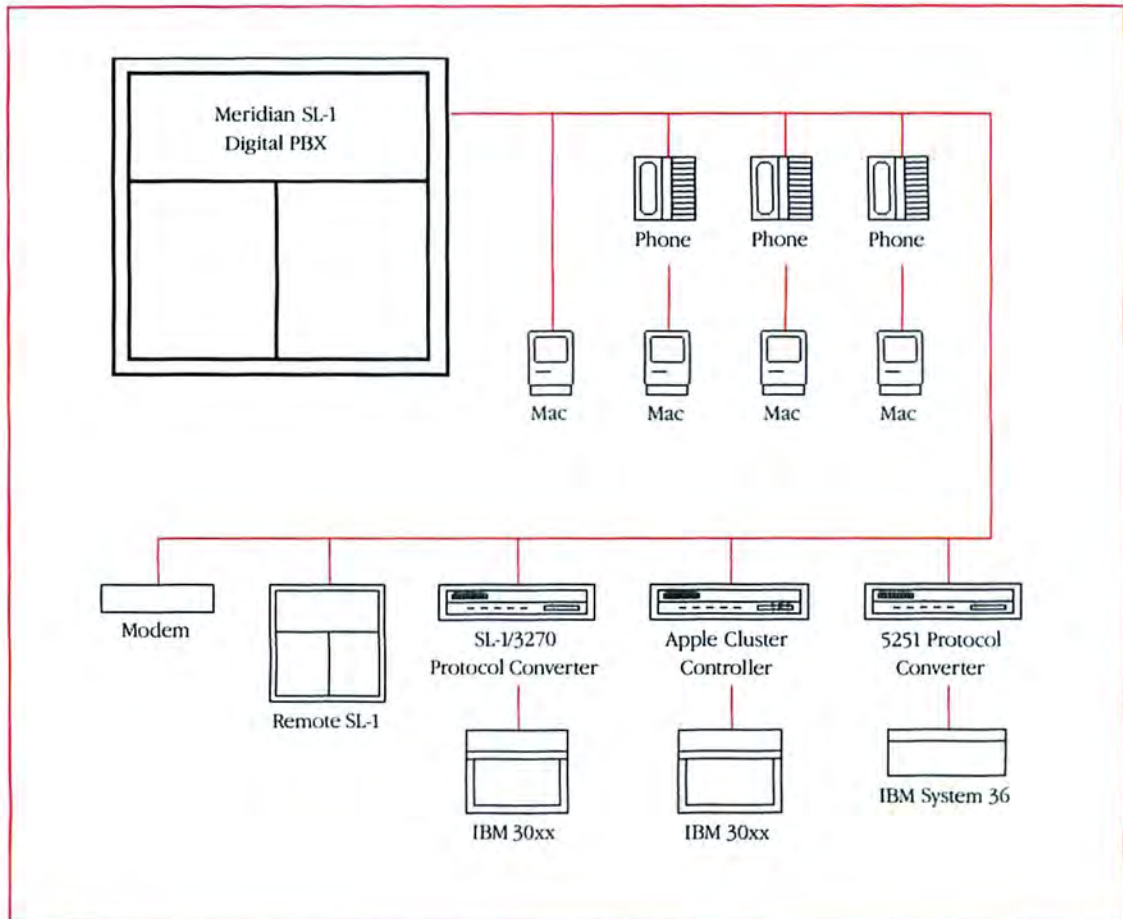 Meridian SL-1
Digital PBX
Phone
Phone
Phone
Mac
Mac
Mac
Mac
Modem
Remote SL-1
SL-1/3270
Protocol Converter
Apple Cluster
Controller
5251 Protocol
Converter
IBM 30xx
IBM 30xx
IBM System 36